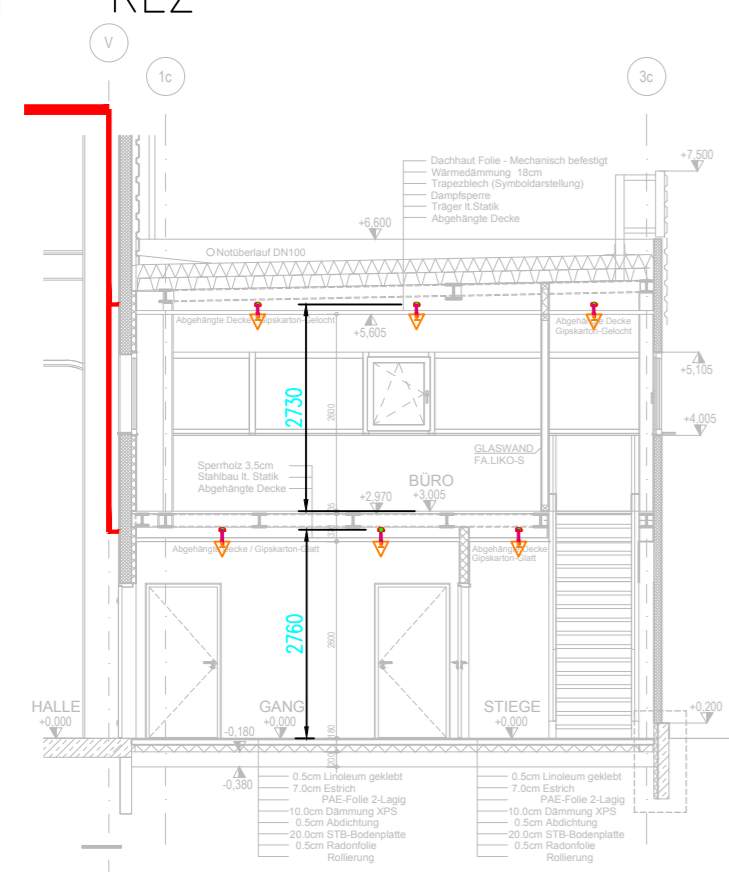 REZ
V
1c
3c
Dachhaut Folie - Mechanisch befestigt
Wärmedämmung 18cm
Trapezblech (Symboldarstellung)
Dampfsperre
Träger lt.Statik
Abgehängte Decke
+7,500
+6,600
Notüberlauf DN100
Abgehängte Decke Gipskarton-Gelocht
+5,605
Abgehängte Decke
Gipskarton-Gelocht
+5,105
2730
2600
+4,005
GLASWAND
FA.LIKO-S
Sperrholz 3,5cm
Stahlbau lt. Statik
Abgehängte Decke
BÜRO
+2,970
+3,005
Abgehängte Decke / Gipskarton-Glatt
Abgehängte Decke
Gipskarton-Glatt
2760
2600
HALLE
+0,000
GANG
+0,000
STIEGE
+0,000
+0,200
-0,180
180
200
-0,380
0.5cm Linoleum geklebt
7.0cm Estrich
PAE-Folie 2-Lagig
10.0cm Dämmung XPS
0.5cm Abdichtung
20.0cm STB-Bodenplatte
0.5cm Radonfolie
Rollierung
0.5cm Linoleum geklebt
7.0cm Estrich
PAE-Folie 2-Lagig
10.0cm Dämmung XPS
0.5cm Abdichtung
20.0cm STB-Bodenplatte
0.5cm Radonfolie
Rollierung